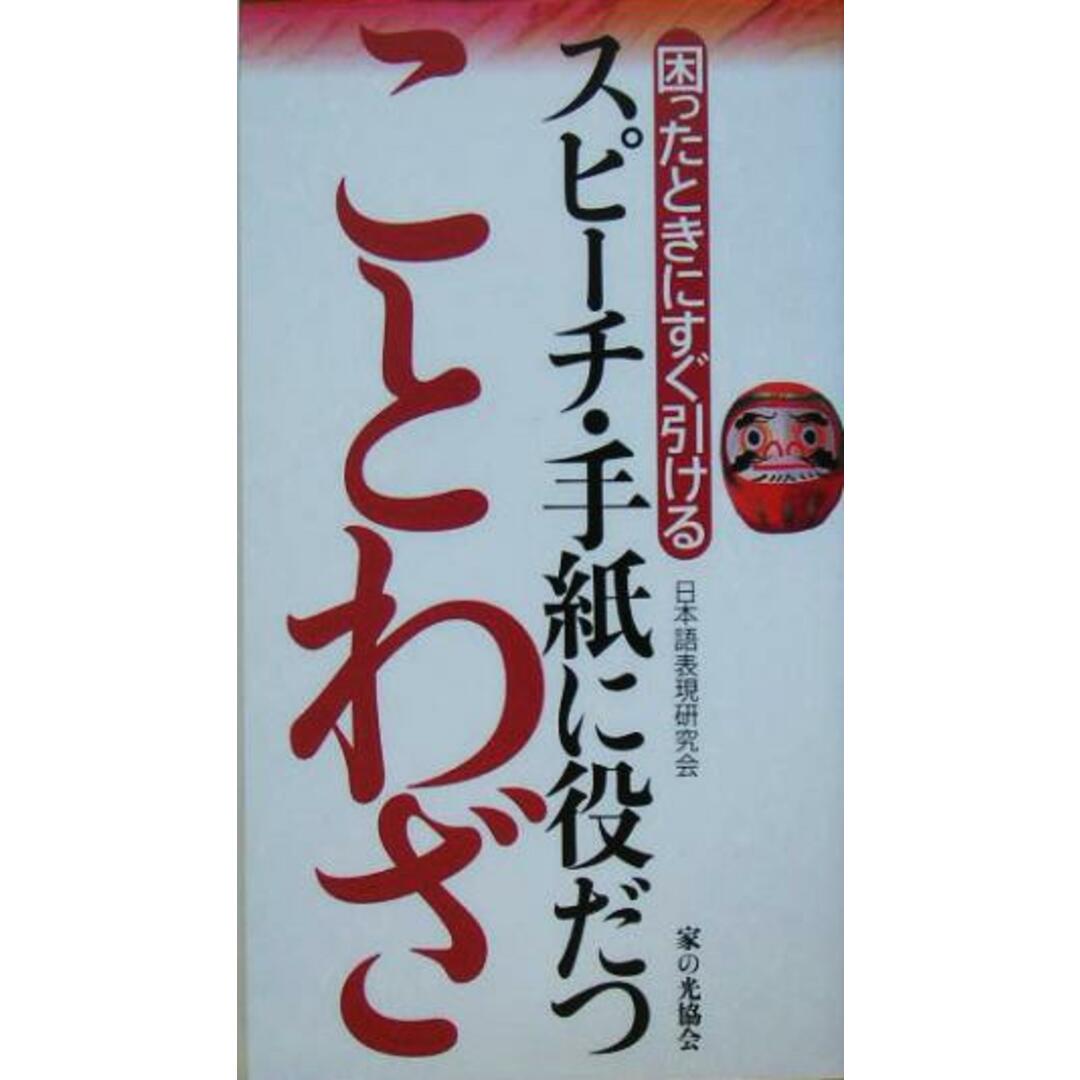 困ったときにすぐ引ける
スピーチ・手紙に役だつ
ことわざ
日本語表現研究会
家の光協会